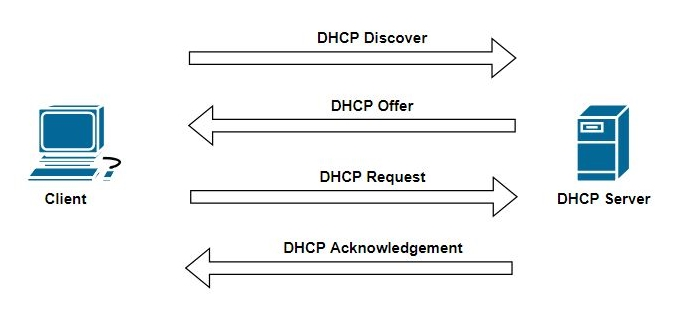 DHCP Discover
DHCP Offer
DHCP Request
Client
DHCP Server
DHCP Acknowledgement